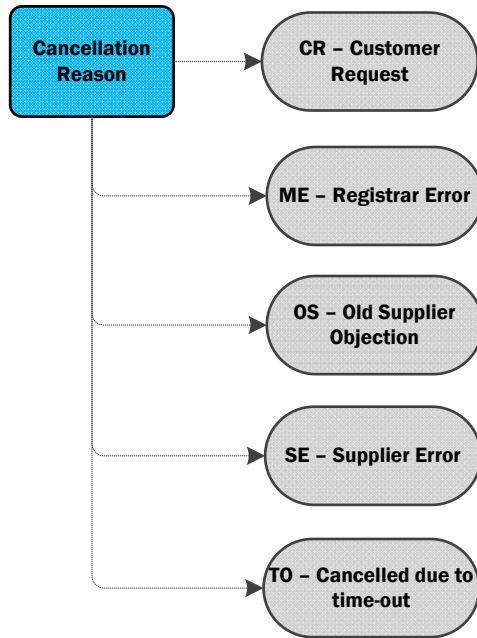 Cancellation
Reason
CR – Customer
Request
ME – Registrar Error
OS – Old Supplier
Objection
SE – Supplier Error
TO – Cancelled due to
time-out